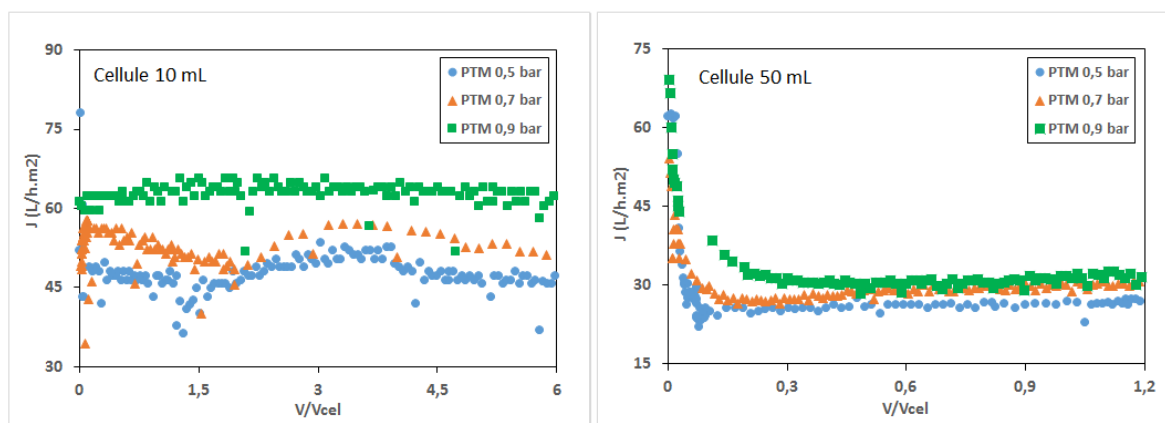 Cellule 10 mL
PTM 0,5 bar
PTM 0,7 bar
PTM 0,9 bar
J (L/h.m2)
90
75
60
45
30
0
1,5
3
4,5
6
V/Vcel
Cellule 50 mL
PTM 0,5 bar
PTM 0,7 bar
PTM 0,9 bar
J (L/h.m2)
75
60
45
30
15
0
0,3
0,6
0,9
1,2
V/Vcel